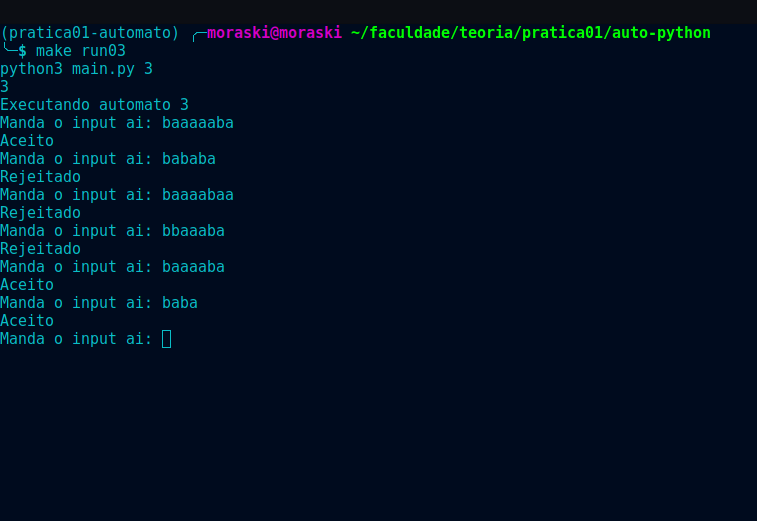 (pratica01-automato) ╭─moraski@moraski ~/faculdade/teoria/pratica01/auto-python
╰─$ make run03
python3 main.py 3
3
Executando automato 3
Manda o input ai: baaaaaba
Aceito
Manda o input ai: bababa
Rejeitado
Manda o input ai: baaaabaa
Rejeitado
Manda o input ai: bbaaaba
Rejeitado
Manda o input ai: baaaaba
Aceito
Manda o input ai: baba
Aceito
Manda o input ai: